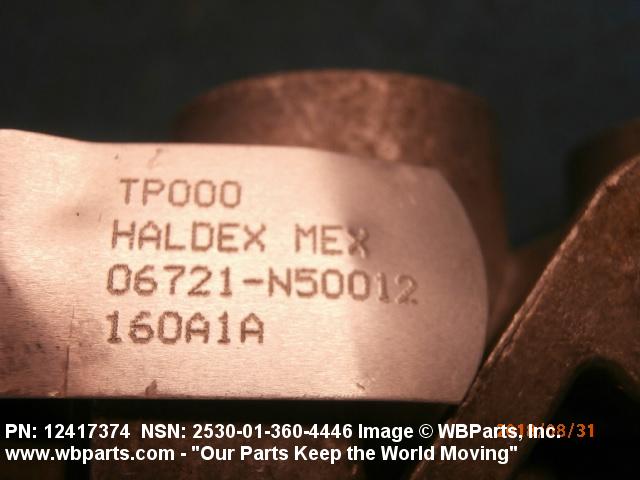 TP000
HALDEX MEX
06721-N50012
160A1A
PN: 12417374 NSN: 2530-01-360-4446 Image © WBParts, Inc.
www.wbparts.com - "Our Parts Keep the World Moving"